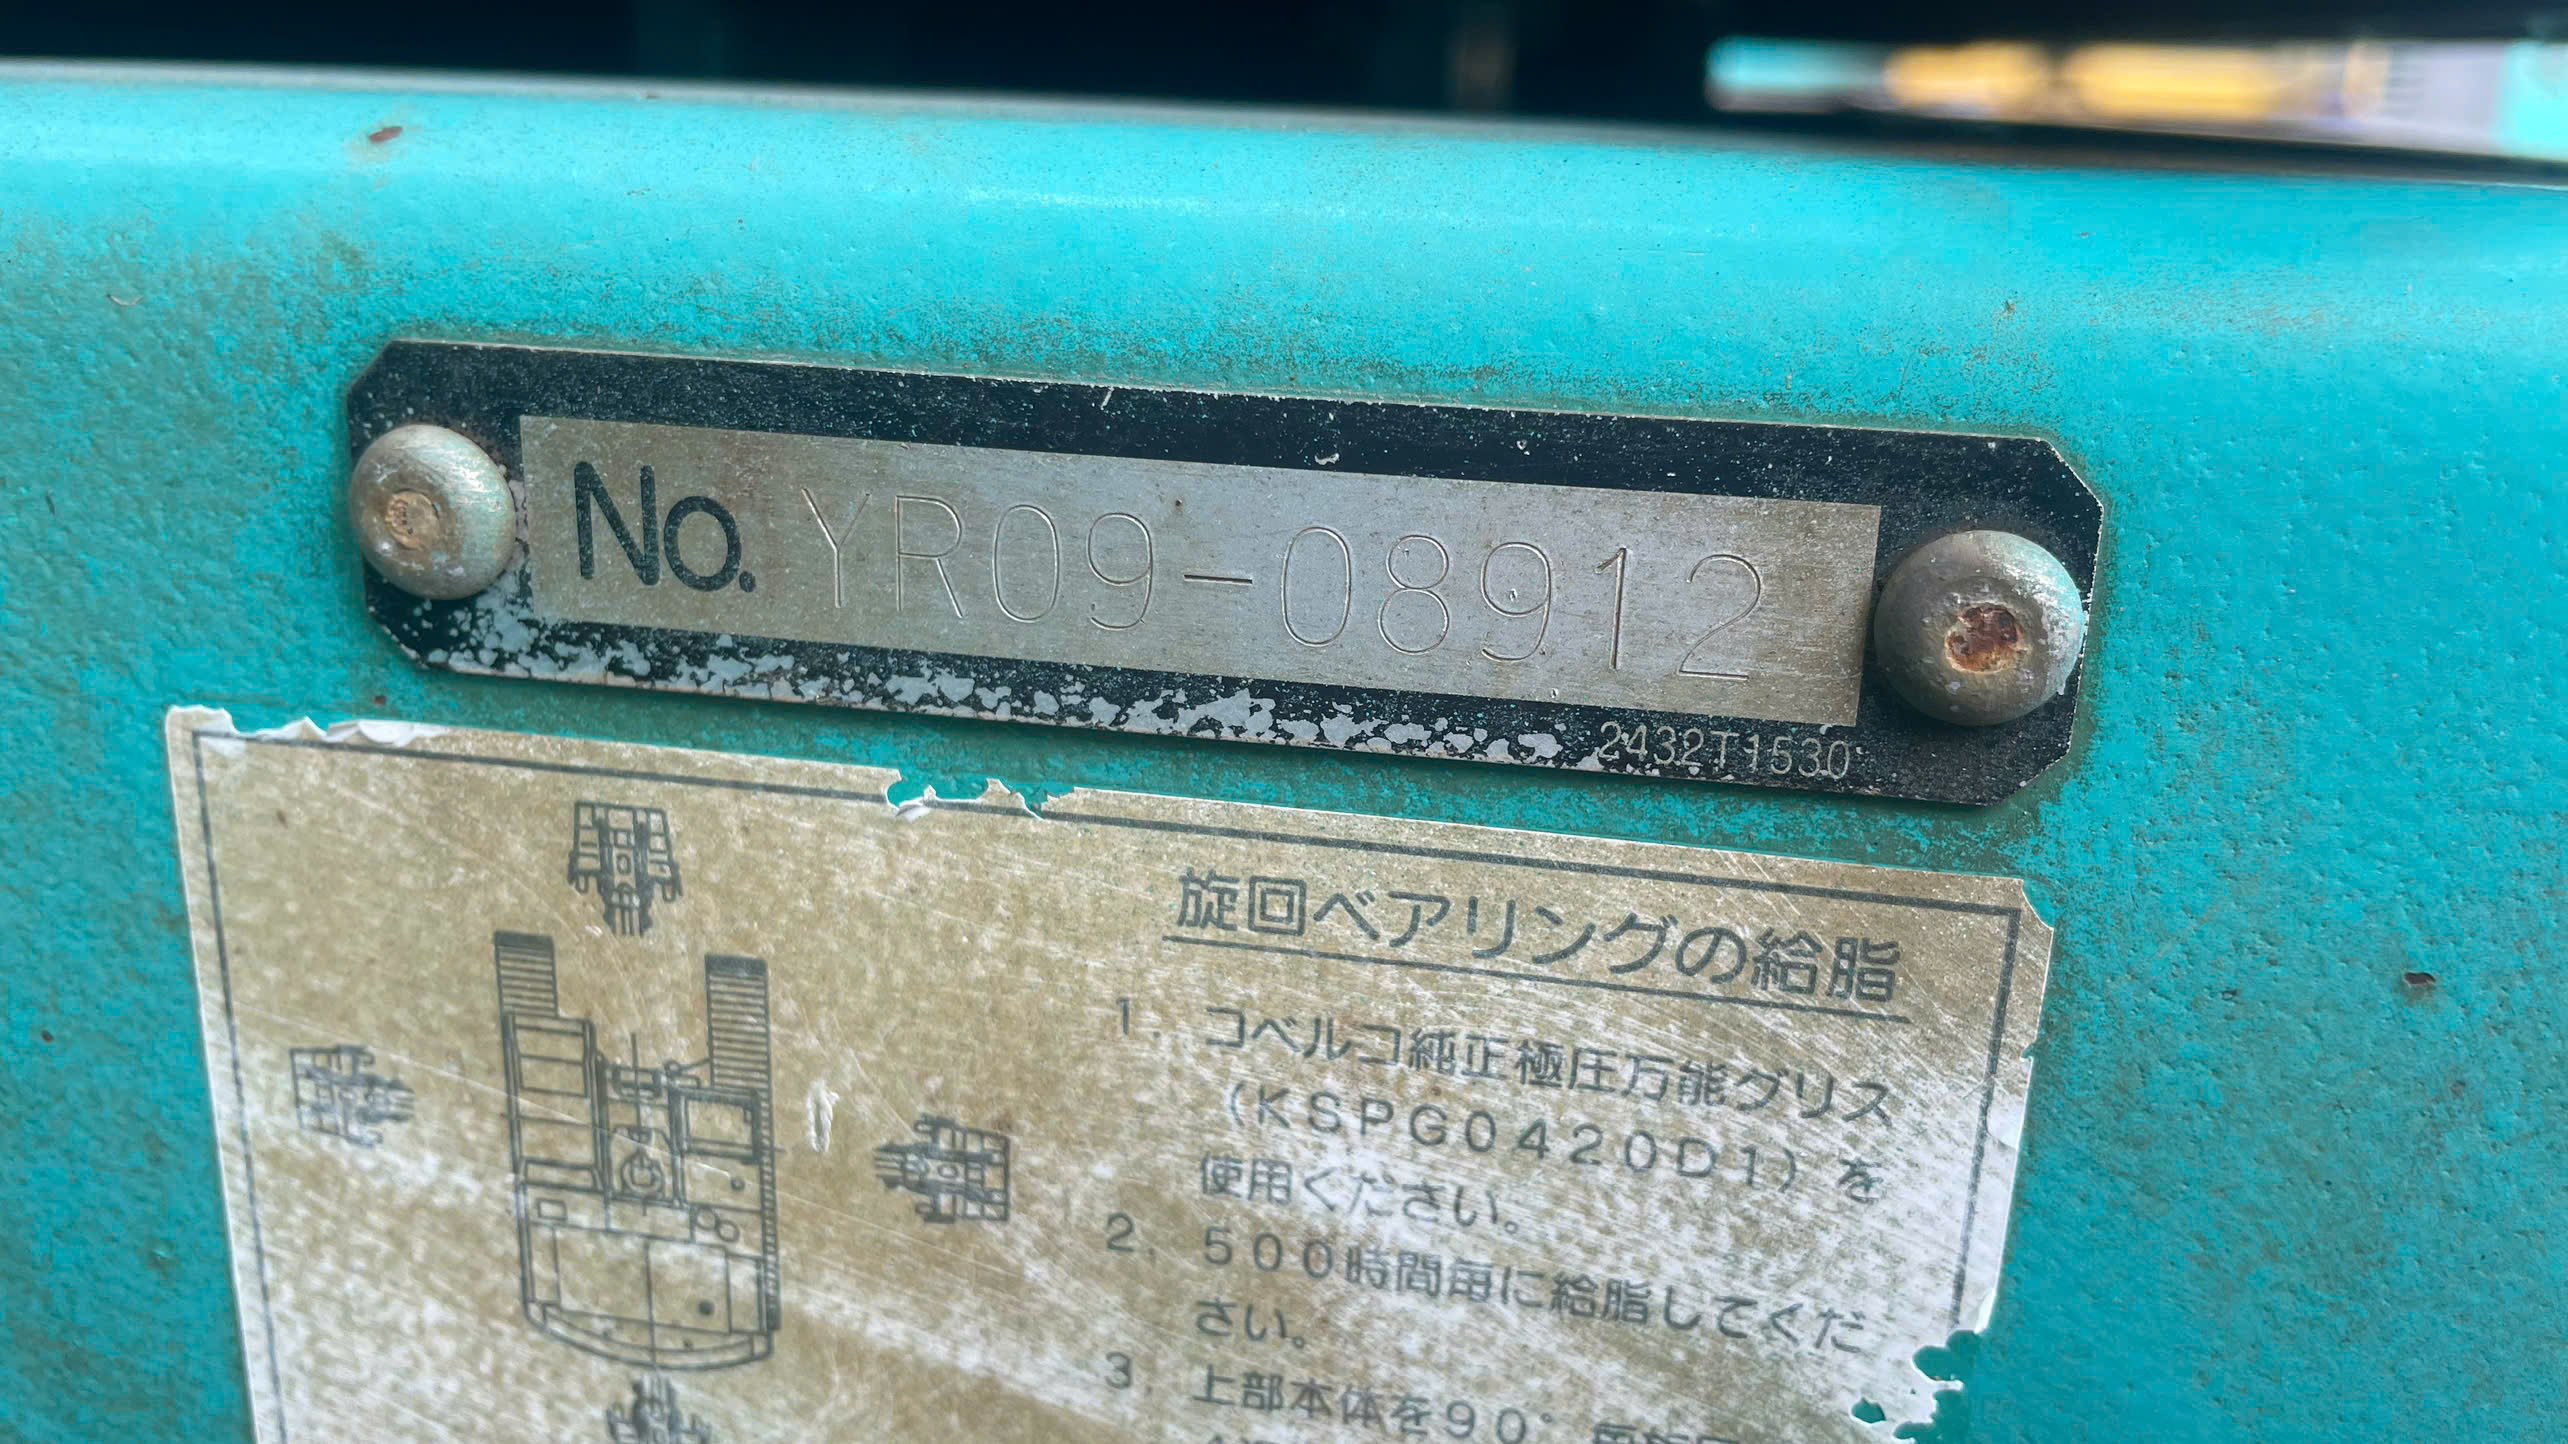 No. YR09-08912
2432T1530
旋回ベアリングの給脂
1. コベルコ純正極圧万能グリス
(KSPG0420D1)を
使用ください。
2. 500時間毎に給脂してくだ
さい。
3. 上部本体を90°